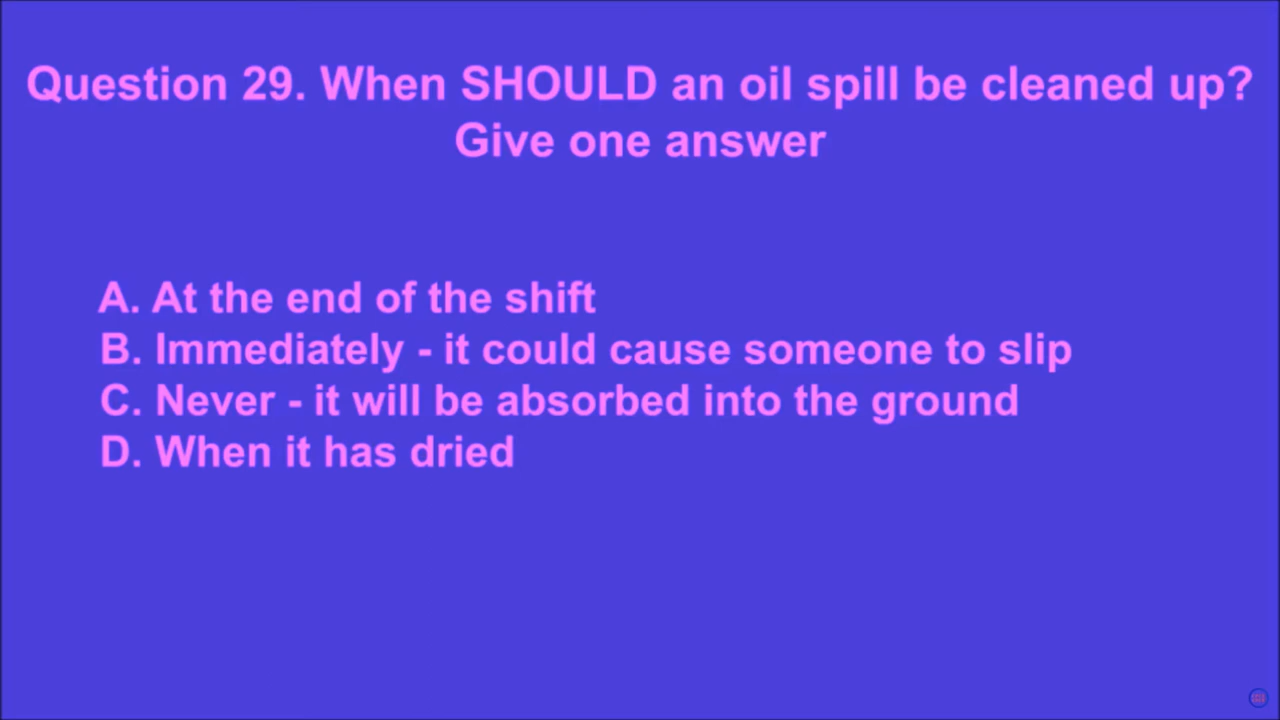 Question 29. When SHOULD an oil spill be cleaned up?
Give one answer
A. At the end of the shift
B. Immediately - it could cause someone to slip
C. Never - it will be absorbed into the ground
D. When it has dried